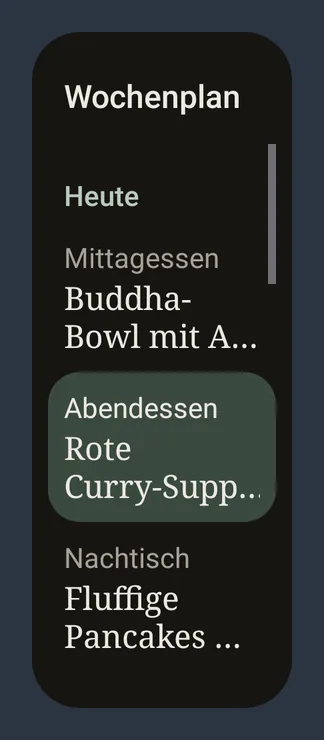 Wochenplan
Heute
Mittagessen
Buddha-
Bowl mit A...
Abendessen
Rote
Curry-Supp...
Nachtisch
Fluffige
Pancakes ...